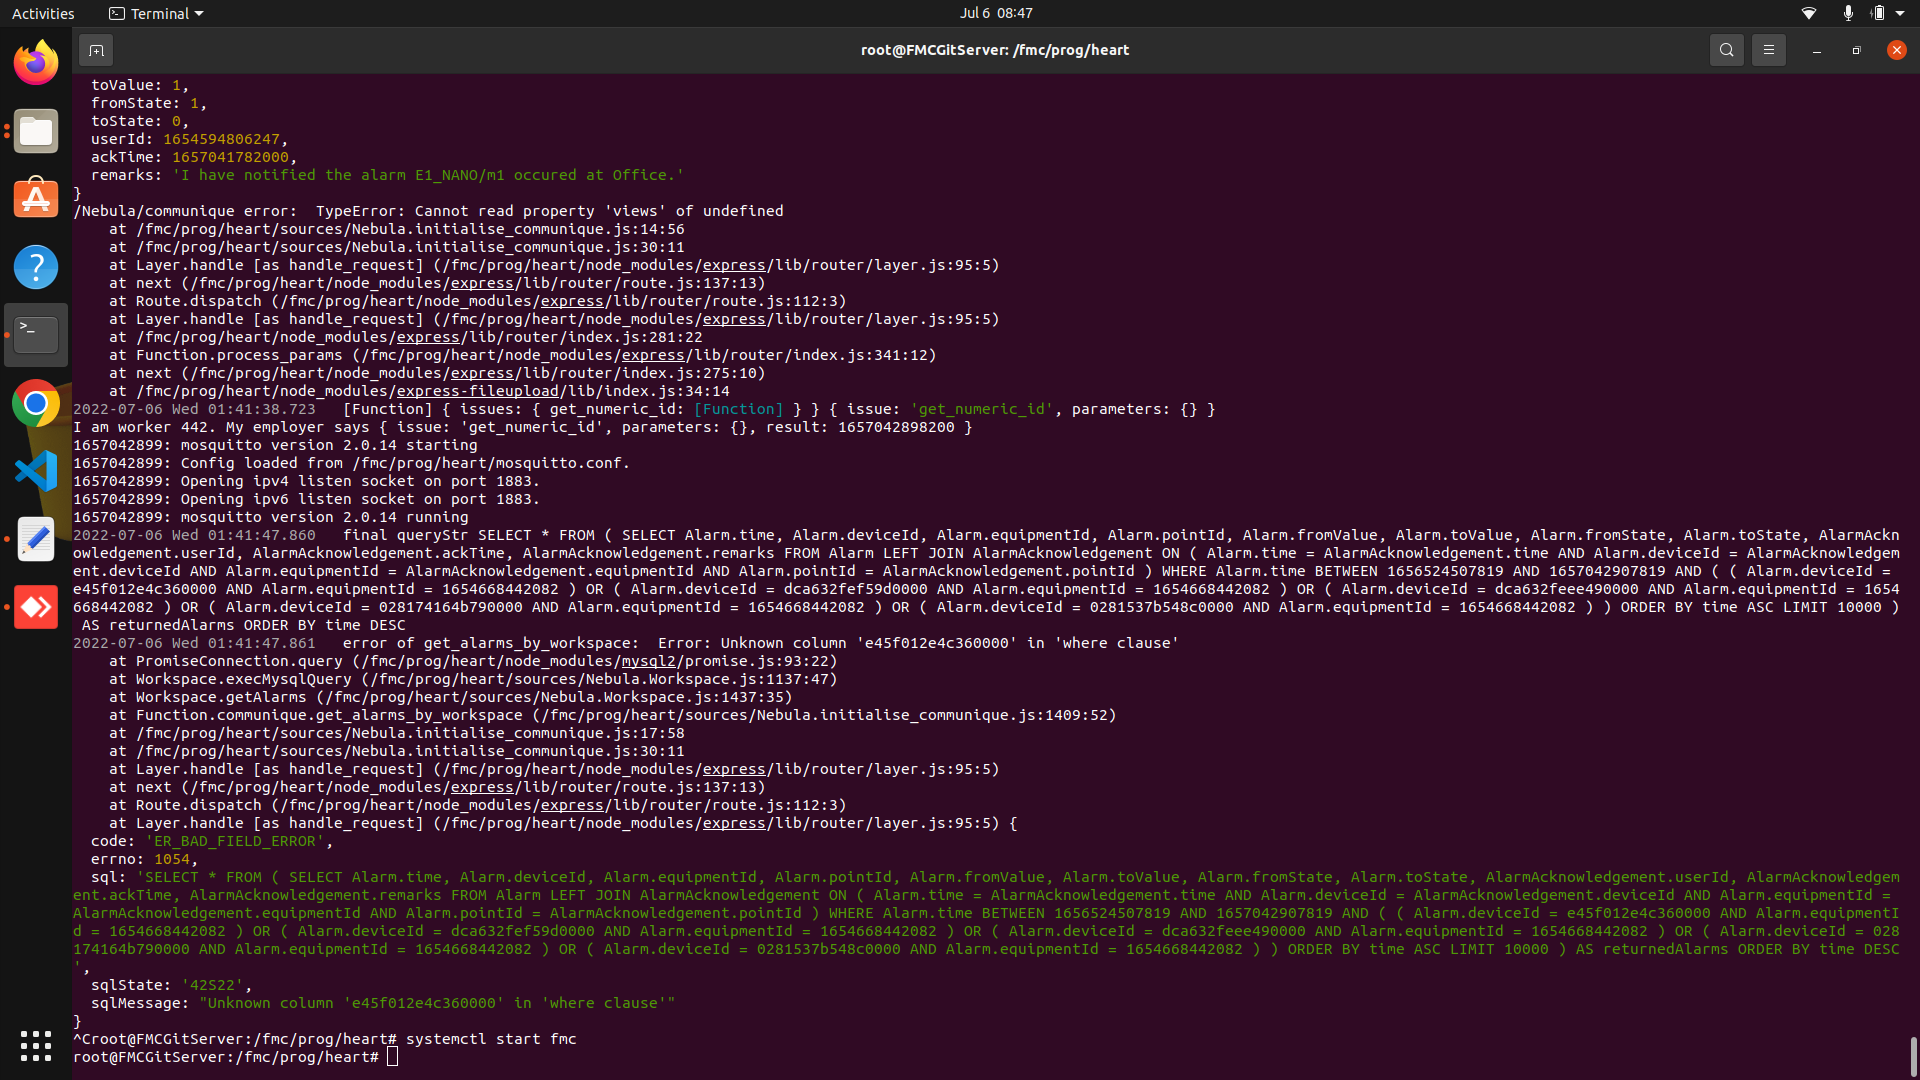 Activities
Terminal
Jul 6  08:47
root@FMCGitServer: /fmc/prog/heart
  toValue: 1,
  fromState: 1,
  toState: 0,
  userId: 1654594806247,
  ackTime: 1657041782000,
  remarks: 'I have notified the alarm E1_NANO/m1 occured at Office.'
}
/Nebula/communique error:  TypeError: Cannot read property 'views' of undefined
    at /fmc/prog/heart/sources/Nebula.initialise_communique.js:14:56
    at /fmc/prog/heart/sources/Nebula.initialise_communique.js:30:11
    at Layer.handle [as handle_request] (/fmc/prog/heart/node_modules/express/lib/router/layer.js:95:5)
    at next (/fmc/prog/heart/node_modules/express/lib/router/route.js:137:13)
    at Route.dispatch (/fmc/prog/heart/node_modules/express/lib/router/route.js:112:3)
    at Layer.handle [as handle_request] (/fmc/prog/heart/node_modules/express/lib/router/layer.js:95:5)
    at /fmc/prog/heart/node_modules/express/lib/router/index.js:281:22
    at Function.process_params (/fmc/prog/heart/node_modules/express/lib/router/index.js:341:12)
    at next (/fmc/prog/heart/node_modules/express/lib/router/index.js:275:10)
    at /fmc/prog/heart/node_modules/express-fileupload/lib/index.js:34:14
2022-07-06 Wed 01:41:38.723   [Function] { issues: { get_numeric_id: [Function] } } { issue: 'get_numeric_id', parameters: {} }
I am worker 442. My employer says { issue: 'get_numeric_id', parameters: {}, result: 1657042898200 }
1657042899: mosquitto version 2.0.14 starting
1657042899: Config loaded from /fmc/prog/heart/mosquitto.conf.
1657042899: Opening ipv4 listen socket on port 1883.
1657042899: Opening ipv6 listen socket on port 1883.
1657042899: mosquitto version 2.0.14 running
2022-07-06 Wed 01:41:47.860   final queryStr SELECT * FROM ( SELECT Alarm.time, Alarm.deviceId, Alarm.equipmentId, Alarm.pointId, Alarm.fromValue, Alarm.toValue, Alarm.fromState, Alarm.toState, AlarmAckn
owledgement.userId, AlarmAcknowledgement.ackTime, AlarmAcknowledgement.remarks FROM Alarm LEFT JOIN AlarmAcknowledgement ON ( Alarm.time = AlarmAcknowledgement.time AND Alarm.deviceId = AlarmAcknowledgem
ent.deviceId AND Alarm.equipmentId = AlarmAcknowledgement.equipmentId AND Alarm.pointId = AlarmAcknowledgement.pointId ) WHERE Alarm.time BETWEEN 1656524507819 AND 1657042907819 AND ( ( Alarm.deviceId =
e45f012e4c360000 AND Alarm.equipmentId = 1654668442082 ) OR ( Alarm.deviceId = dca632fef59d0000 AND Alarm.equipmentId = 1654668442082 ) OR ( Alarm.deviceId = dca632feee490000 AND Alarm.equipmentId = 1654
668442082 ) OR ( Alarm.deviceId = 028174164b790000 AND Alarm.equipmentId = 1654668442082 ) OR ( Alarm.deviceId = 0281537b548c0000 AND Alarm.equipmentId = 1654668442082 ) ) ORDER BY time ASC LIMIT 10000 )
 AS returnedAlarms ORDER BY time DESC
2022-07-06 Wed 01:41:47.861   error of get_alarms_by_workspace:  Error: Unknown column 'e45f012e4c360000' in 'where clause'
    at PromiseConnection.query (/fmc/prog/heart/node_modules/mysql2/promise.js:93:22)
    at Workspace.execMysqlQuery (/fmc/prog/heart/sources/Nebula.Workspace.js:1137:47)
    at Workspace.getAlarms (/fmc/prog/heart/sources/Nebula.Workspace.js:1437:35)
    at Function.communique.get_alarms_by_workspace (/fmc/prog/heart/sources/Nebula.initialise_communique.js:1409:52)
    at /fmc/prog/heart/sources/Nebula.initialise_communique.js:17:58
    at /fmc/prog/heart/sources/Nebula.initialise_communique.js:30:11
    at Layer.handle [as handle_request] (/fmc/prog/heart/node_modules/express/lib/router/layer.js:95:5)
    at next (/fmc/prog/heart/node_modules/express/lib/router/route.js:137:13)
    at Route.dispatch (/fmc/prog/heart/node_modules/express/lib/router/route.js:112:3)
    at Layer.handle [as handle_request] (/fmc/prog/heart/node_modules/express/lib/router/layer.js:95:5) {
  code: 'ER_BAD_FIELD_ERROR',
  errno: 1054,
  sql: 'SELECT * FROM ( SELECT Alarm.time, Alarm.deviceId, Alarm.equipmentId, Alarm.pointId, Alarm.fromValue, Alarm.toValue, Alarm.fromState, Alarm.toState, AlarmAcknowledgement.userId, AlarmAcknowledgem
ent.ackTime, AlarmAcknowledgement.remarks FROM Alarm LEFT JOIN AlarmAcknowledgement ON ( Alarm.time = AlarmAcknowledgement.time AND Alarm.deviceId = AlarmAcknowledgement.deviceId AND Alarm.equipmentId =
AlarmAcknowledgement.equipmentId AND Alarm.pointId = AlarmAcknowledgement.pointId ) WHERE Alarm.time BETWEEN 1656524507819 AND 1657042907819 AND ( ( Alarm.deviceId = e45f012e4c360000 AND Alarm.equipmentI
d = 1654668442082 ) OR ( Alarm.deviceId = dca632fef59d0000 AND Alarm.equipmentId = 1654668442082 ) OR ( Alarm.deviceId = dca632feee490000 AND Alarm.equipmentId = 1654668442082 ) OR ( Alarm.deviceId = 028
174164b790000 AND Alarm.equipmentId = 1654668442082 ) OR ( Alarm.deviceId = 0281537b548c0000 AND Alarm.equipmentId = 1654668442082 ) ) ORDER BY time ASC LIMIT 10000 ) AS returnedAlarms ORDER BY time DESC
',
  sqlState: '42S22',
  sqlMessage: "Unknown column 'e45f012e4c360000' in 'where clause'"
}
^Croot@FMCGitServer:/fmc/prog/heart# systemctl start fmc
root@FMCGitServer:/fmc/prog/heart#